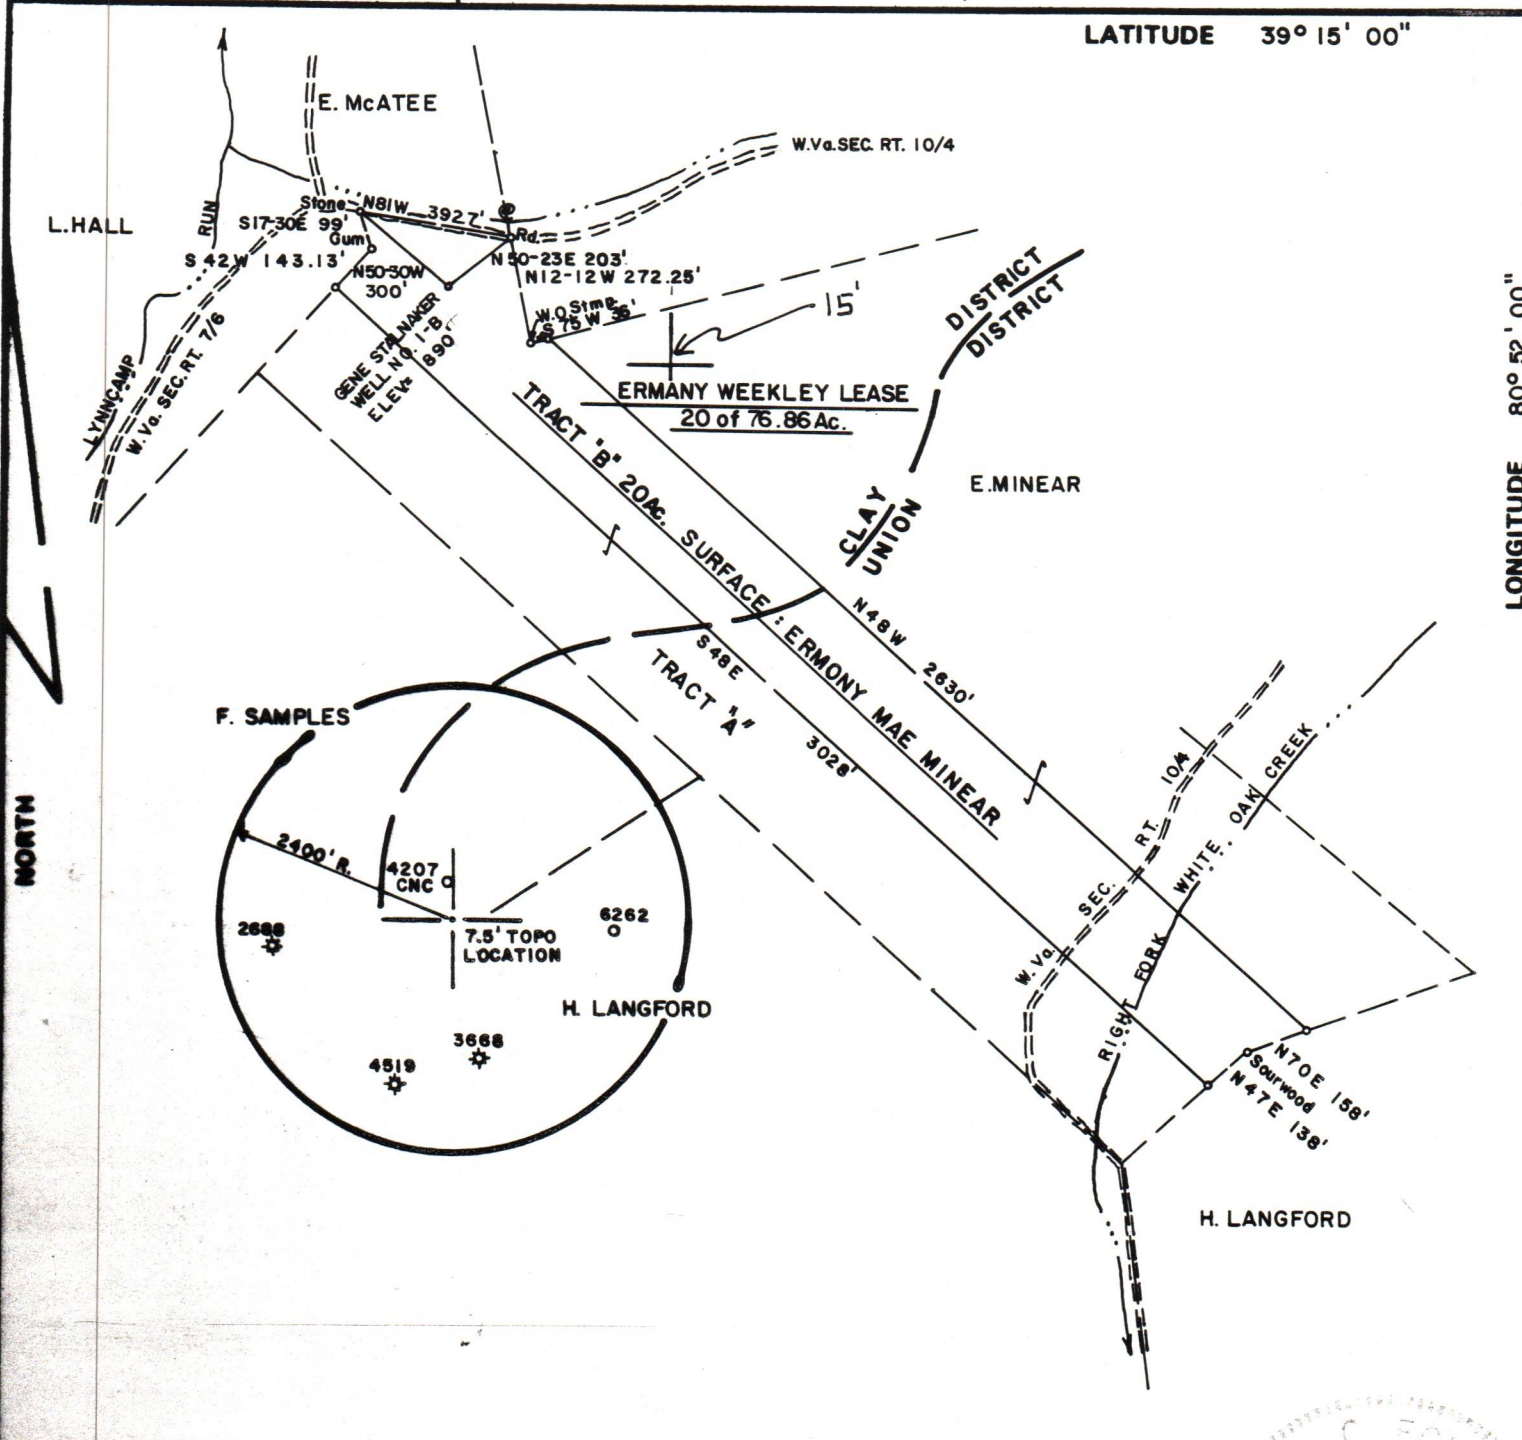 LATITUDE 39° 15' 00"
E. McATEE
W.Va.SEC. RT. 10/4
L.HALL
RUN
Stone
N81W 392.7'
S17-30E 99'
Gum
Rd.
S 42W 143.13'
N50-30W
300'
N50-23E 203'
N12-12W 272.25'
W.O.Stmp.
S 75 W 36'
15'
DISTRICT
DISTRICT
LONGITUDE 80° 52' 00"
LYNNCAMP
W.Va. SEC.RT. 7/6
GENE STALNAKER
WELL NO. 1-B
ELEV= 890'
ERMANY WEEKLEY LEASE
20 of 76.86 Ac.
TRACT "B" 20Ac. SURFACE : ERMONY MAE MINEAR
E.MINEAR
CLAY
UNION
N48W 2630'
S48E 3028'
TRACT "A"
F. SAMPLES
NORTH
2400' R.
4207
CNC
2688
6262
7.5' TOPO
LOCATION
H. LANGFORD
3668
4519
W.Va. SEC. RT. 10/4
RIGHT FORK WHITE OAK CREEK
N70E 158'
Sourwood
N47E 138'
H. LANGFORD